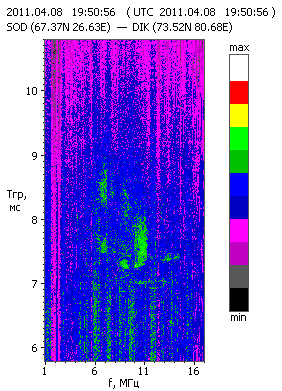 2011.04.08 19:50:56 (UTC 2011.04.08 19:50:56)
SOD (67.37N 26.63E) — DIK (73.52N 80.68E)
max
10
9
Тгр,
мс
8
7
6
min
1 6 11 16
f, МГц